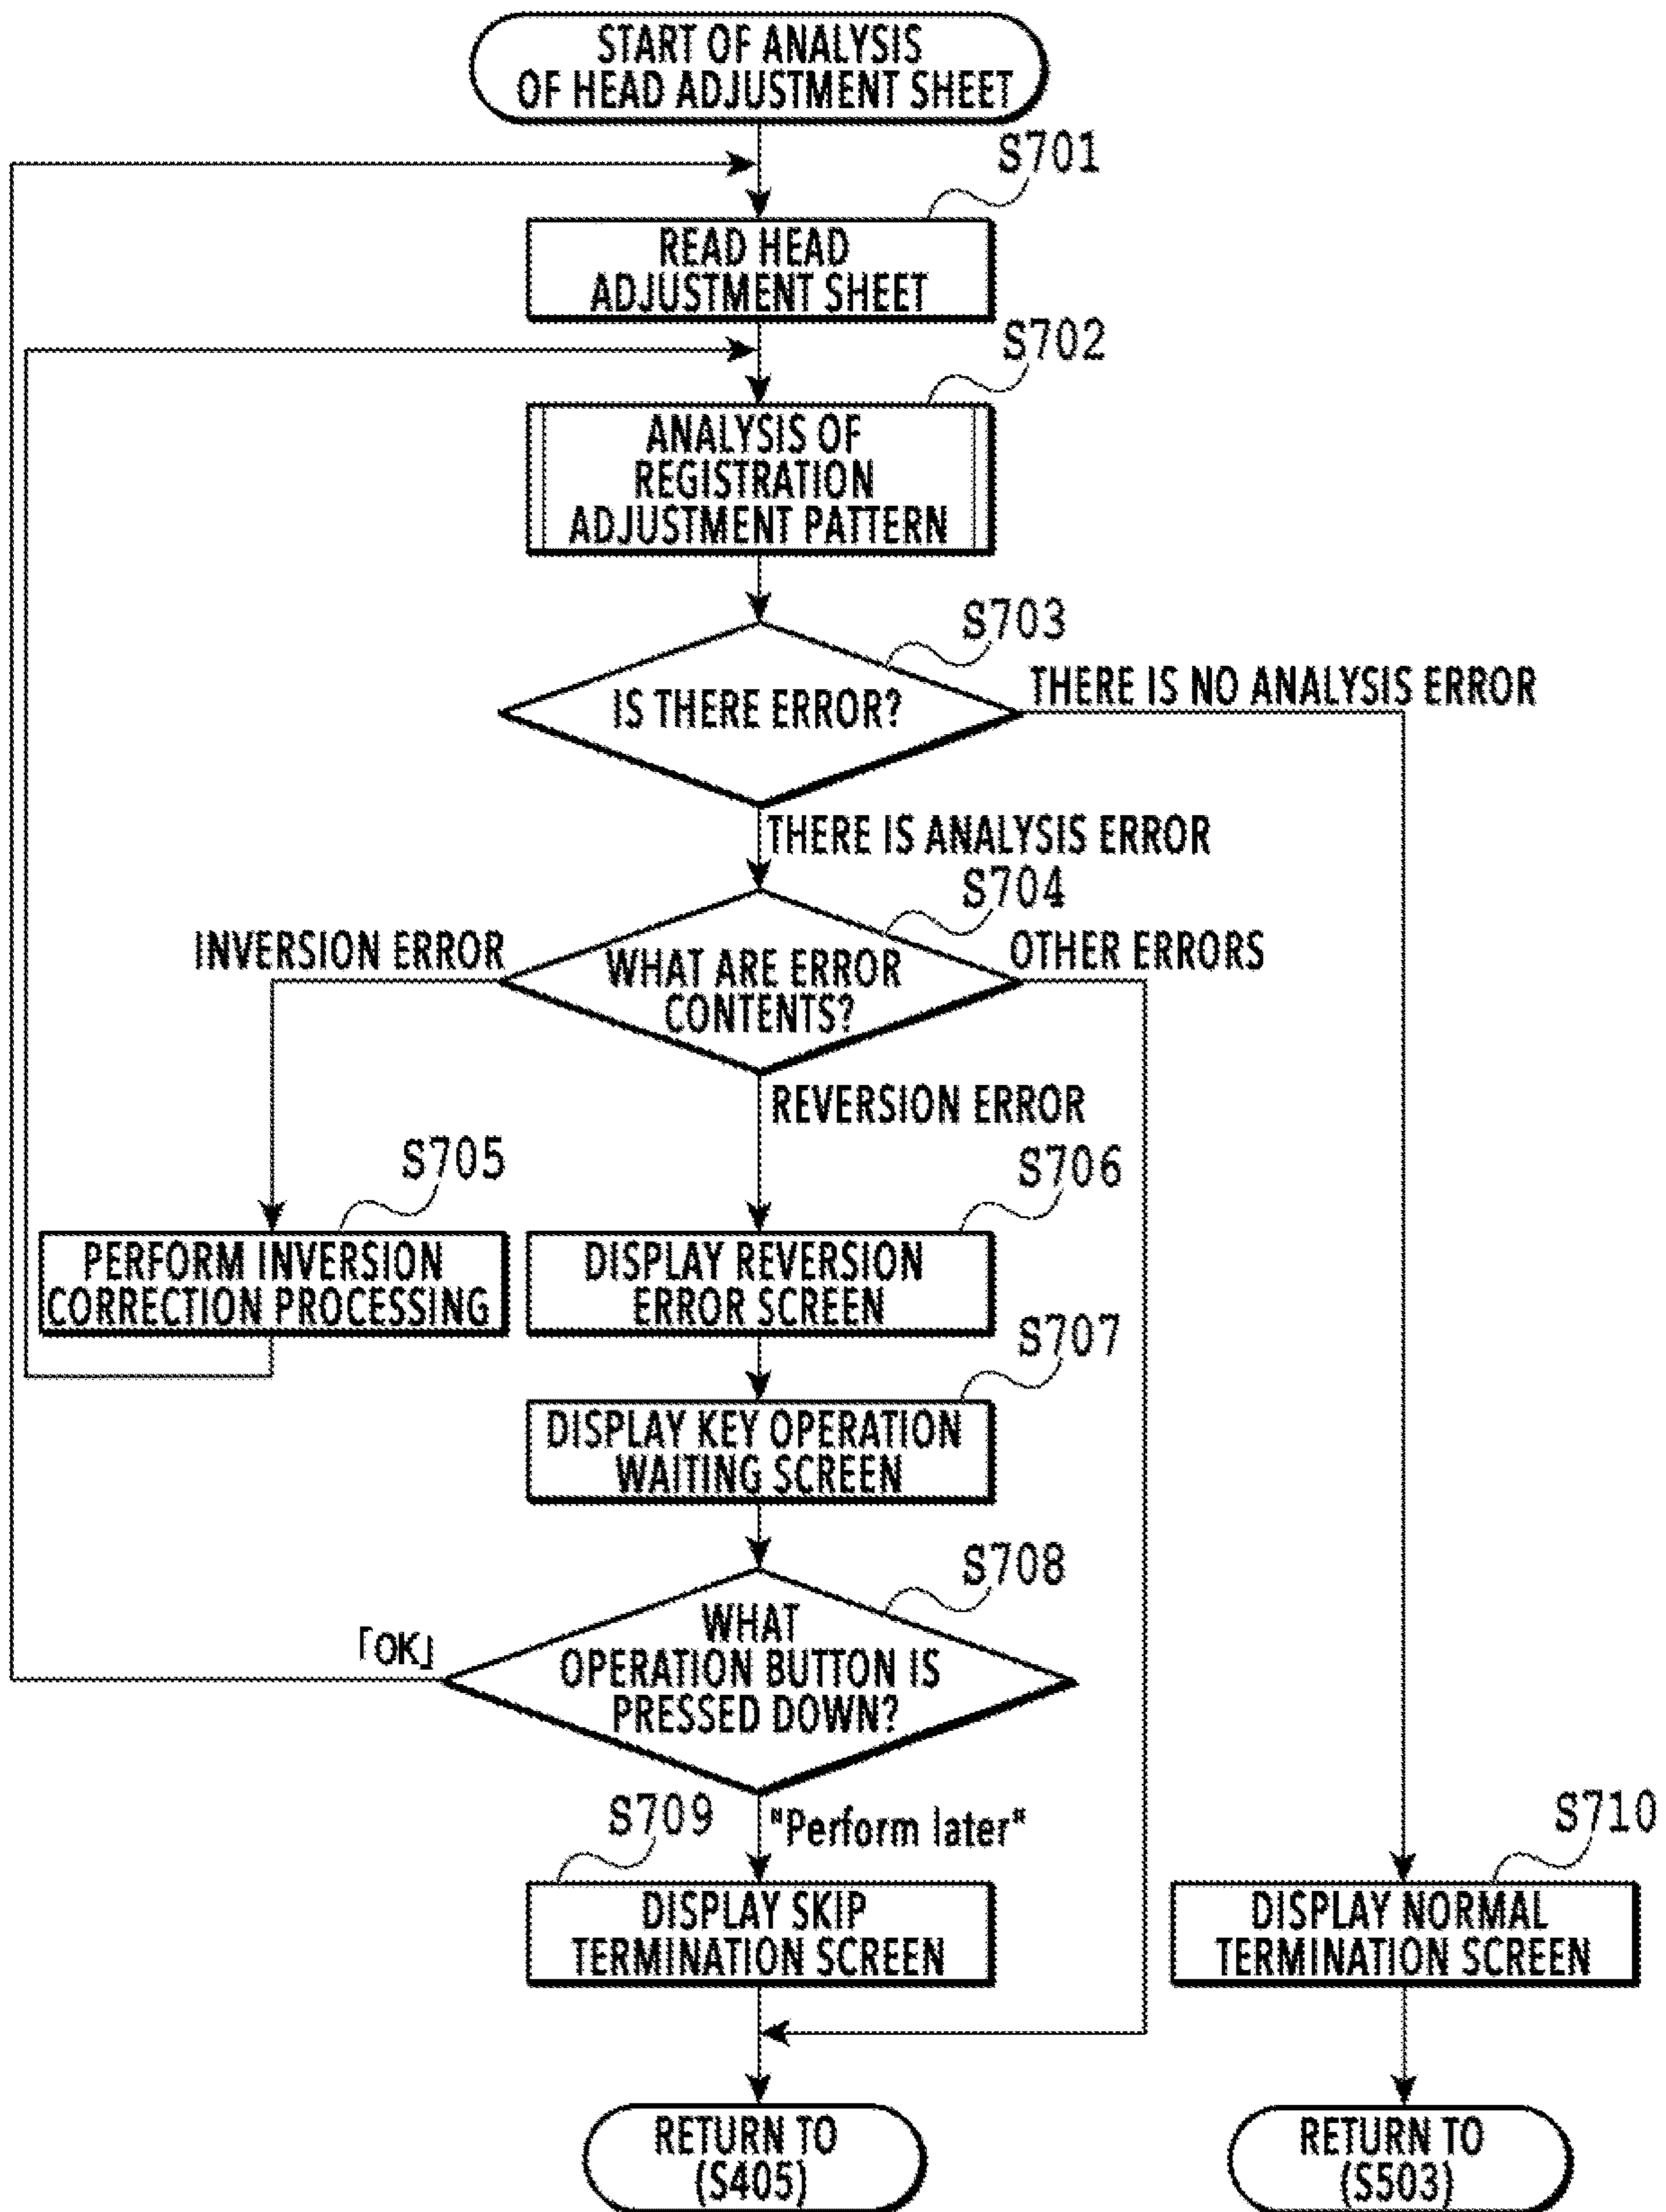 START OF ANALYSIS
OF HEAD ADJUSTMENT SHEET
S701
READ HEAD
ADJUSTMENT SHEET
S702
ANALYSIS OF
REGISTRATION
ADJUSTMENT PATTERN
S703
IS THERE ERROR?
THERE IS NO ANALYSIS ERROR
THERE IS ANALYSIS ERROR
S704
INVERSION ERROR
WHAT ARE ERROR
CONTENTS?
OTHER ERRORS
REVERSION ERROR
S705
PERFORM INVERSION
CORRECTION PROCESSING
S706
DISPLAY REVERSION
ERROR SCREEN
S707
DISPLAY KEY OPERATION
WAITING SCREEN
S708
WHAT
OPERATION BUTTON IS
PRESSED DOWN?
「OK」
"Perform later"
S709
DISPLAY SKIP
TERMINATION SCREEN
S710
DISPLAY NORMAL
TERMINATION SCREEN
RETURN TO
(S405)
RETURN TO
(S503)